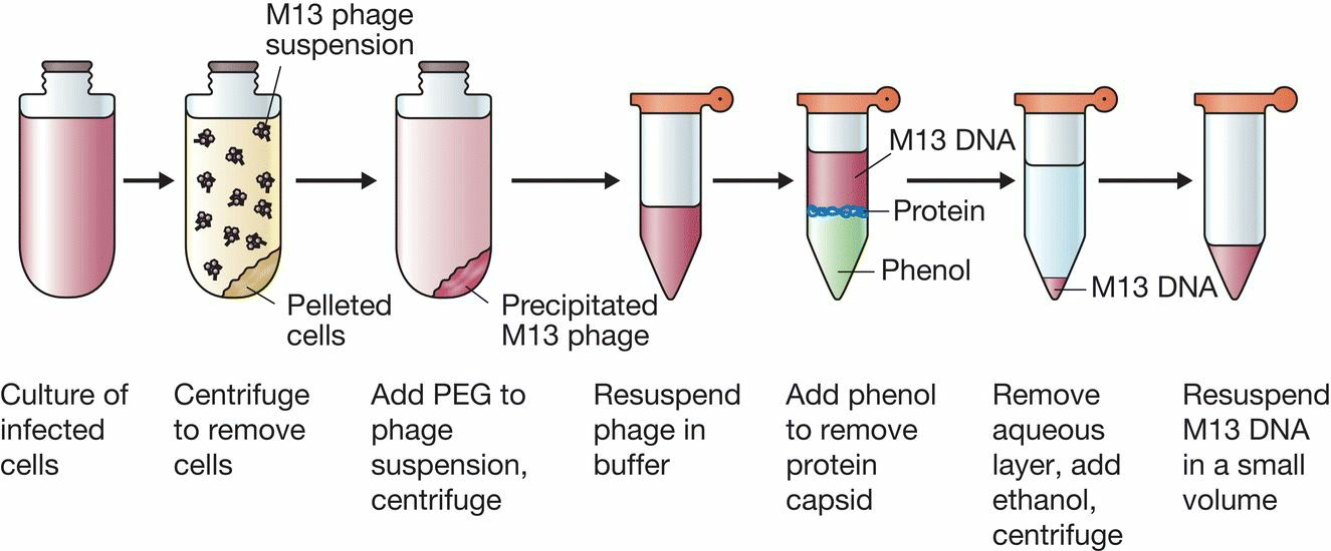 M13 phage
suspension
Pelleted
cells
Precipitated
M13 phage
M13 DNA
Protein
Phenol
M13 DNA
Culture of
infected
cells
Centrifuge
to remove
cells
Add PEG to
phage
suspension,
centrifuge
Resuspend
phage in
buffer
Add phenol
to remove
protein
capsid
Remove
aqueous
layer, add
ethanol,
centrifuge
Resuspend
M13 DNA
in a small
volume